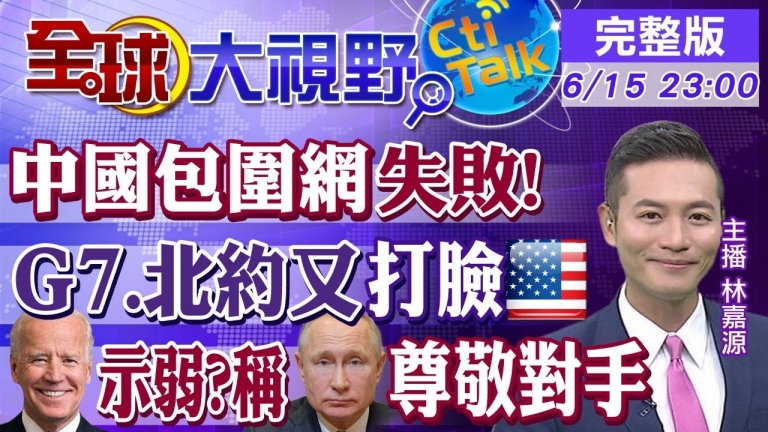 全球大視野
Cti Talk
完整版
6/15 23:00
中國包圍網失敗!
G7.北約又打臉
示弱?稱 尊敬對手
主播 林嘉源